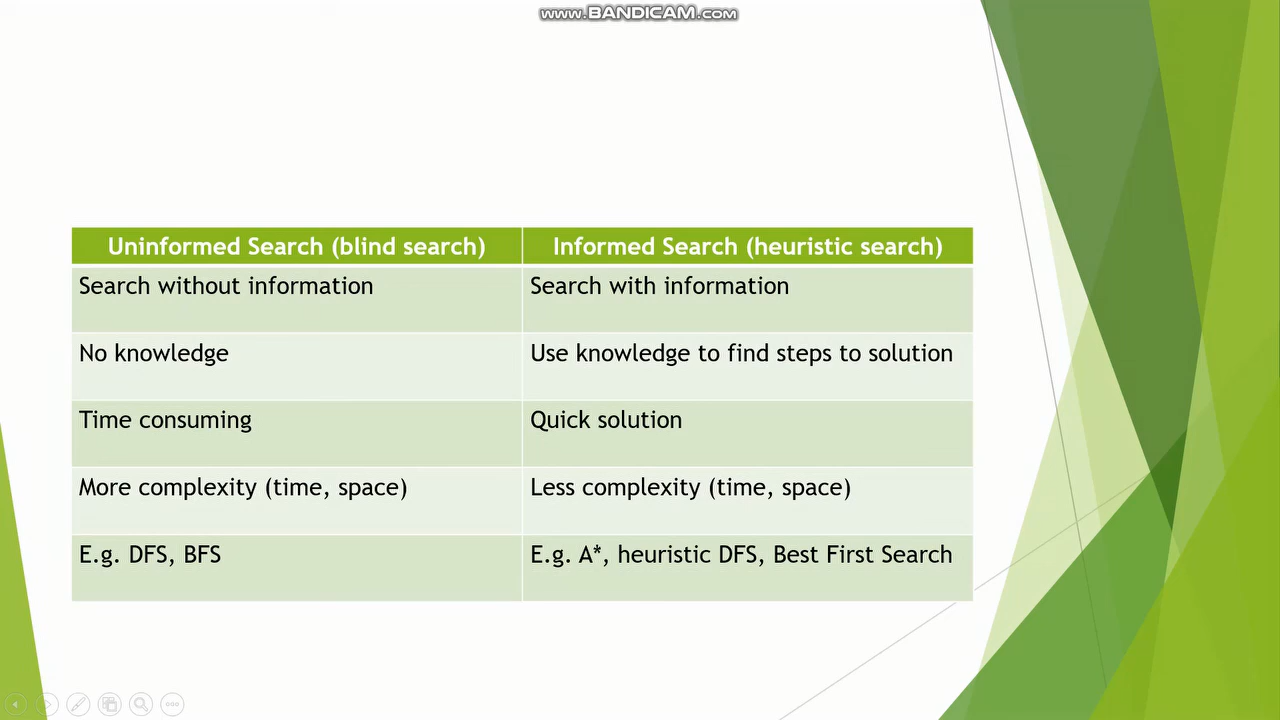 www.BANDICAM.com
Uninformed Search (blind search)
Informed Search (heuristic search)
Search without information
Search with information
No knowledge
Use knowledge to find steps to solution
Time consuming
Quick solution
More complexity (time, space)
Less complexity (time, space)
E.g. DFS, BFS
E.g. A*, heuristic DFS, Best First Search